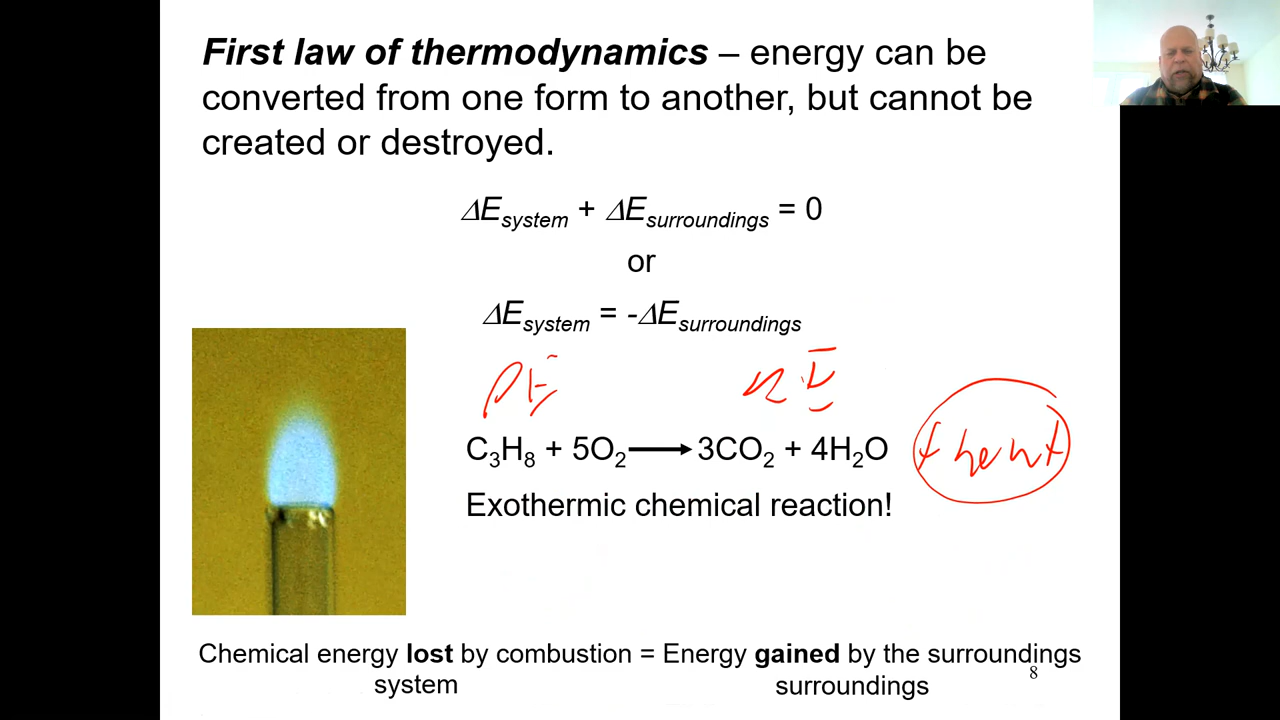 First law of thermodynamics – energy can be
converted from one form to another, but cannot be
created or destroyed.
ΔEsystem + ΔEsurroundings = 0
or
ΔEsystem = -ΔEsurroundings
PE
C₃H₈ + 5O₂ ⟶ 3CO₂ + 4H₂O + heat
Exothermic chemical reaction!
Chemical energy lost by combustion = Energy gained by the surroundings
system surroundings
8